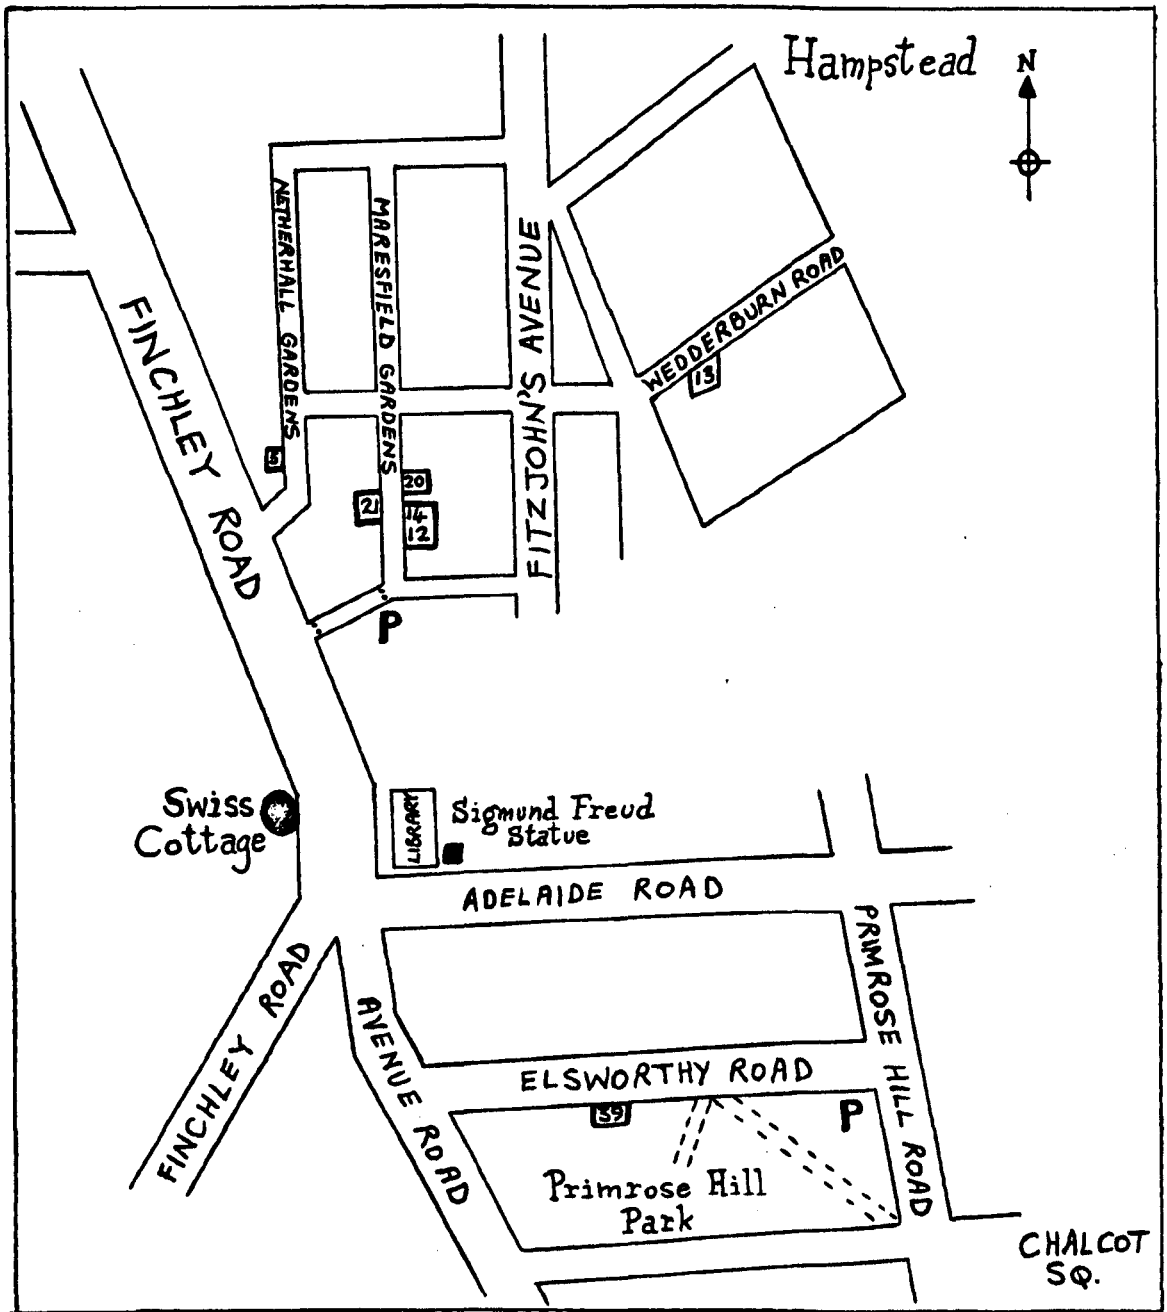 Hampstead
N
NETHERHALL GARDENS
MARESFIELD GARDENS
FITZJOHN'S AVENUE
WEDDERBURN ROAD
13
FINCHLEY ROAD
5
20
21
14
12
P
Swiss
Cottage
LIBRARY
Sigmund Freud
Statue
ADELAIDE ROAD
PRIMROSE HILL ROAD
FINCHLEY ROAD
AVENUE ROAD
ELSWORTHY ROAD
39
P
Primrose Hill
Park
CHALCOT
SQ.